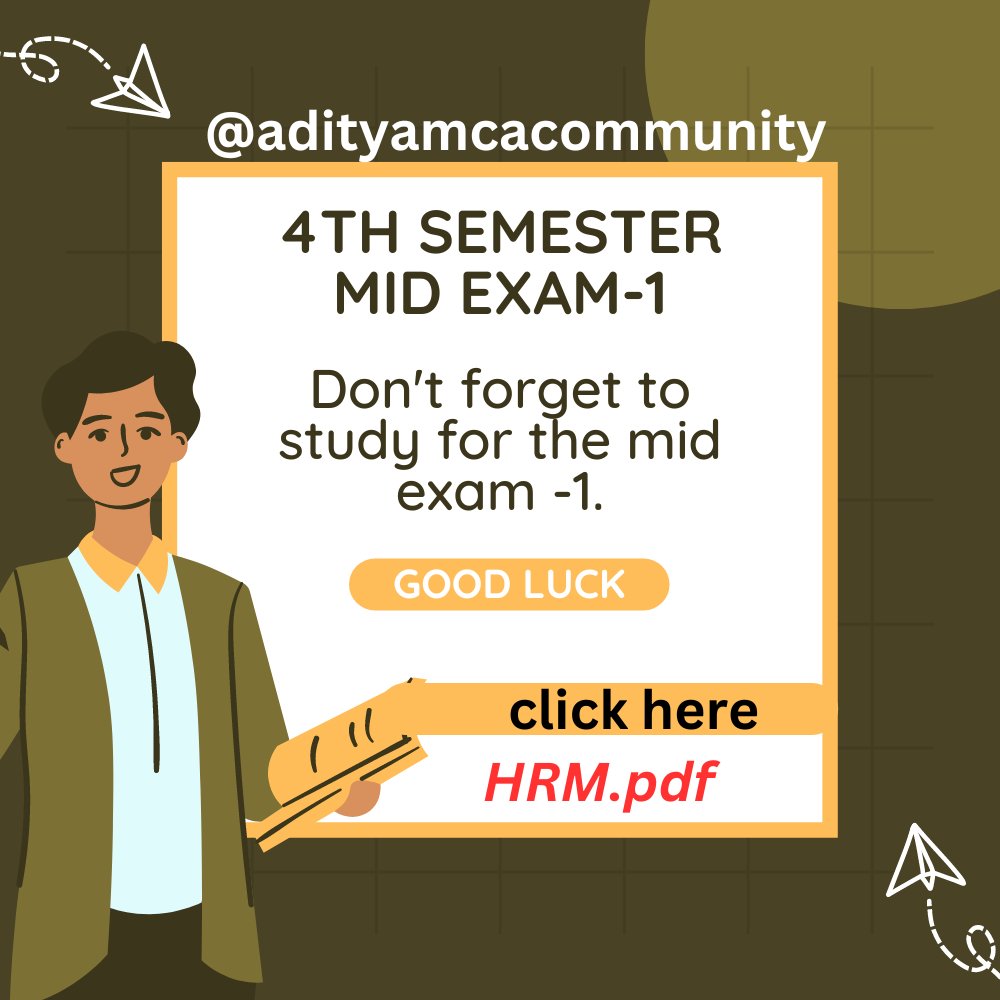 @adityamcacommunity
4TH SEMESTER
MID EXAM-1
Don't forget to
study for the mid
exam -1.
GOOD LUCK
click here
HRM.pdf